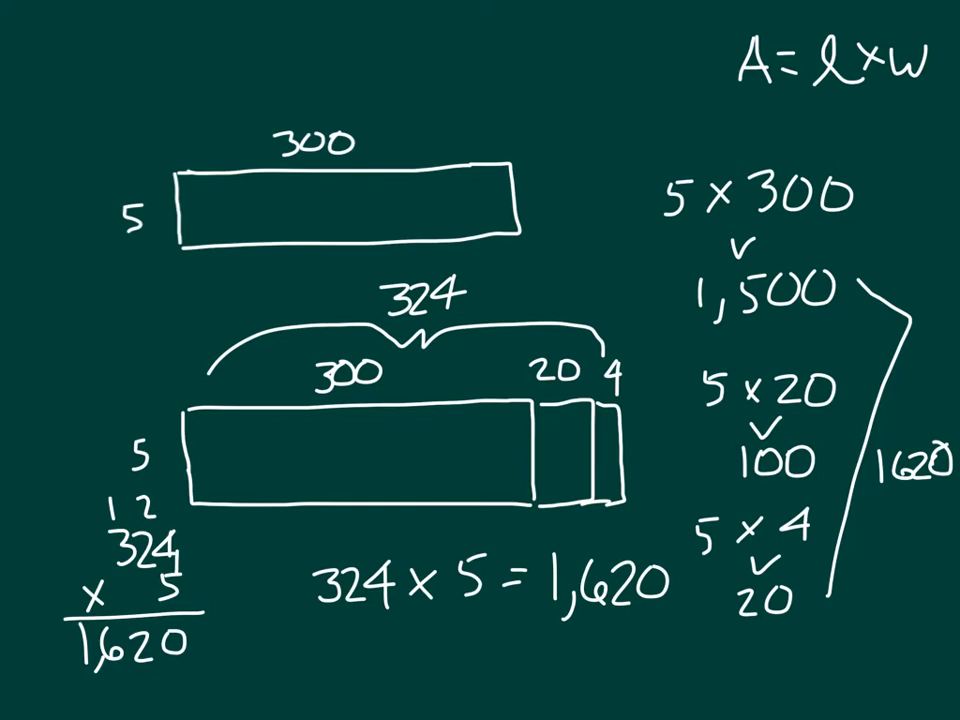 A = l x w
300
5
5 x 300
1,500
324
300 20 4
5
5 x 20
100
1620
5 x 4
20
1 2
324
x 5
1,620
324 x 5 = 1,620